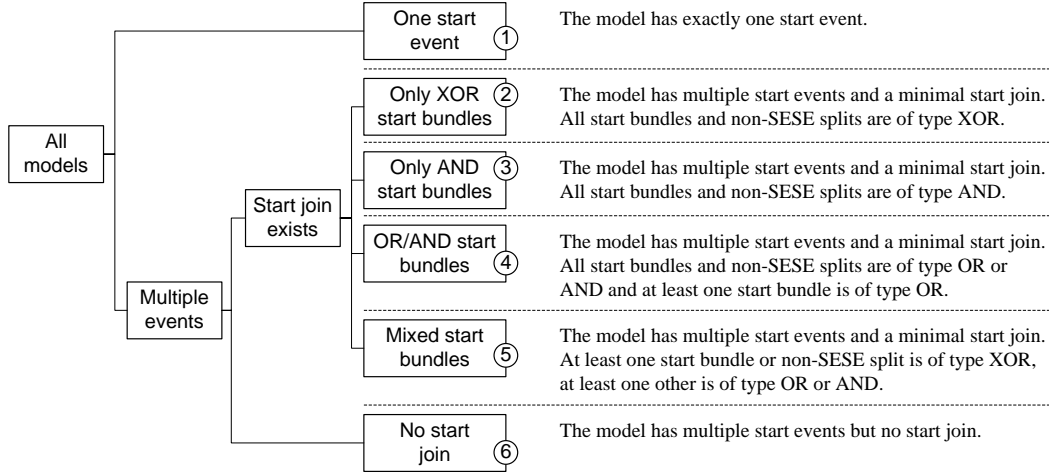 One start
event
1
The model has exactly one start event.
Only XOR
start bundles
2
The model has multiple start events and a minimal start join.
All start bundles and non-SESE splits are of type XOR.
All
models
Only AND
start bundles
3
The model has multiple start events and a minimal start join.
All start bundles and non-SESE splits are of type AND.
Start join
exists
OR/AND start
bundles
4
The model has multiple start events and a minimal start join.
All start bundles and non-SESE splits are of type OR or
AND and at least one start bundle is of type OR.
Multiple
events
Mixed start
bundles
5
The model has multiple start events and a minimal start join.
At least one start bundle or non-SESE split is of type XOR,
at least one other is of type OR or AND.
No start
join
6
The model has multiple start events but no start join.